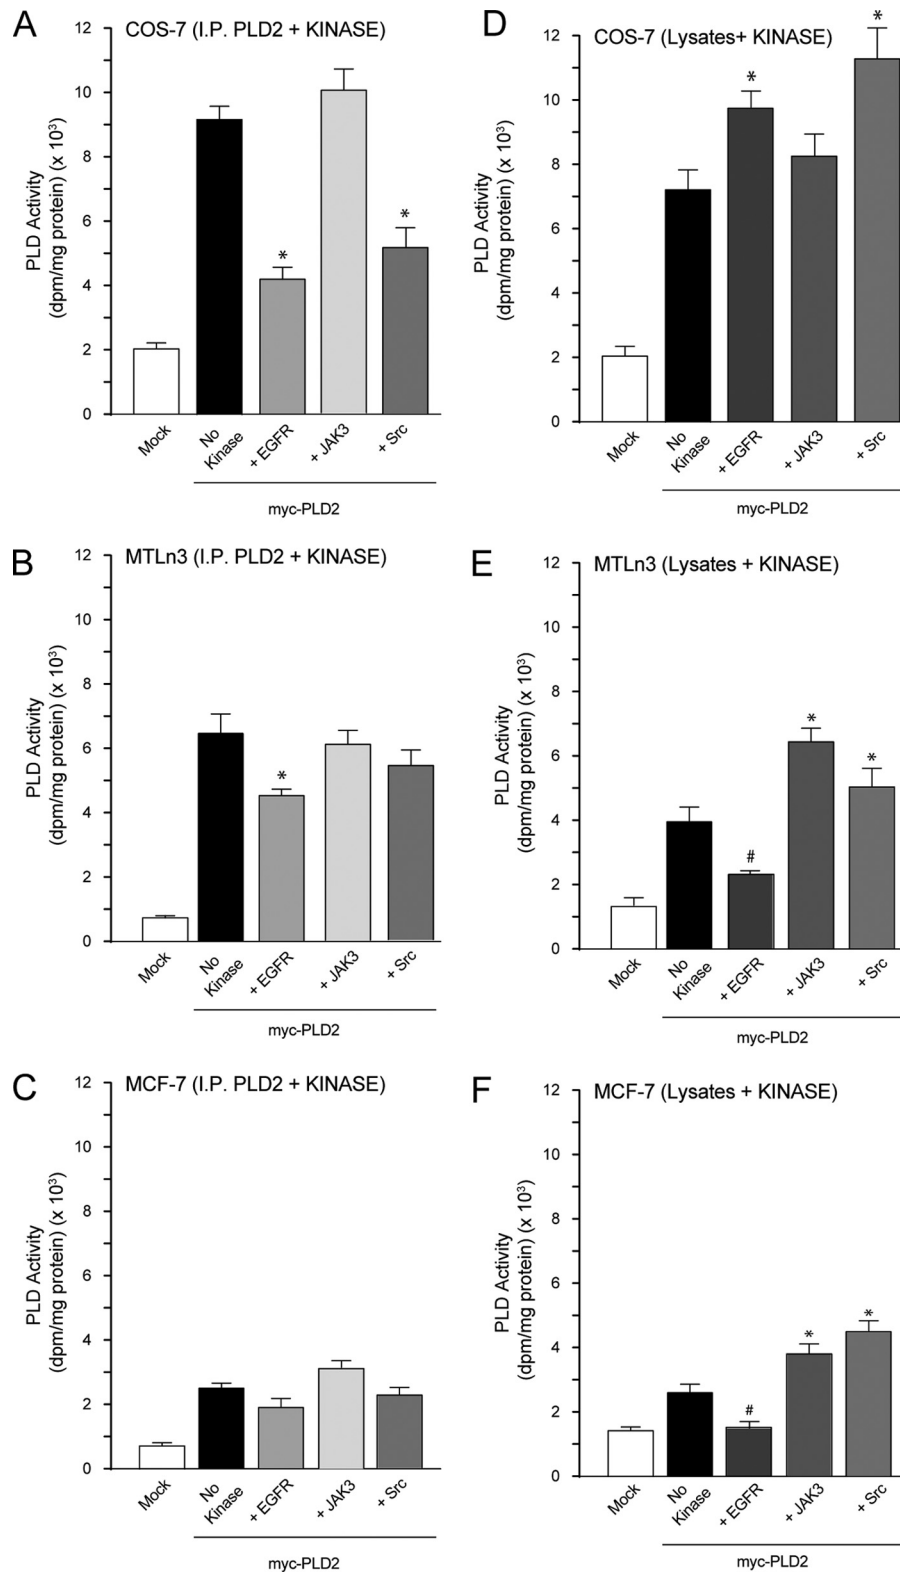 A
COS-7 (I.P. PLD2 + KINASE)
PLD Activity
(dpm/mg protein) (x 10³)
12
10
8
6
4
2
0
*
*
Mock
No
Kinase
+ EGFR
+ JAK3
+ Src
myc-PLD2
D
COS-7 (Lysates+ KINASE)
PLD Activity
(dpm/mg protein) (x 10³)
12
10
8
6
4
2
0
*
*
Mock
No
Kinase
+ EGFR
+ JAK3
+ Src
myc-PLD2
B
MTLn3 (I.P. PLD2 + KINASE)
PLD Activity
(dpm/mg protein) (x 10³)
12
10
8
6
4
2
0
*
Mock
No
Kinase
+ EGFR
+ JAK3
+ Src
myc-PLD2
E
MTLn3 (Lysates + KINASE)
PLD Activity
(dpm/mg protein) (x 10³)
12
10
8
6
4
2
0
#
*
*
Mock
No
Kinase
+ EGFR
+ JAK3
+ Src
myc-PLD2
C
MCF-7 (I.P. PLD2 + KINASE)
PLD Activity
(dpm/mg protein) (x 10³)
12
10
8
6
4
2
0
Mock
No
Kinase
+ EGFR
+ JAK3
+ Src
myc-PLD2
F
MCF-7 (Lysates + KINASE)
PLD Activity
(dpm/mg protein) (x 10³)
12
10
8
6
4
2
0
#
*
*
Mock
No
Kinase
+ EGFR
+ JAK3
+ Src
myc-PLD2